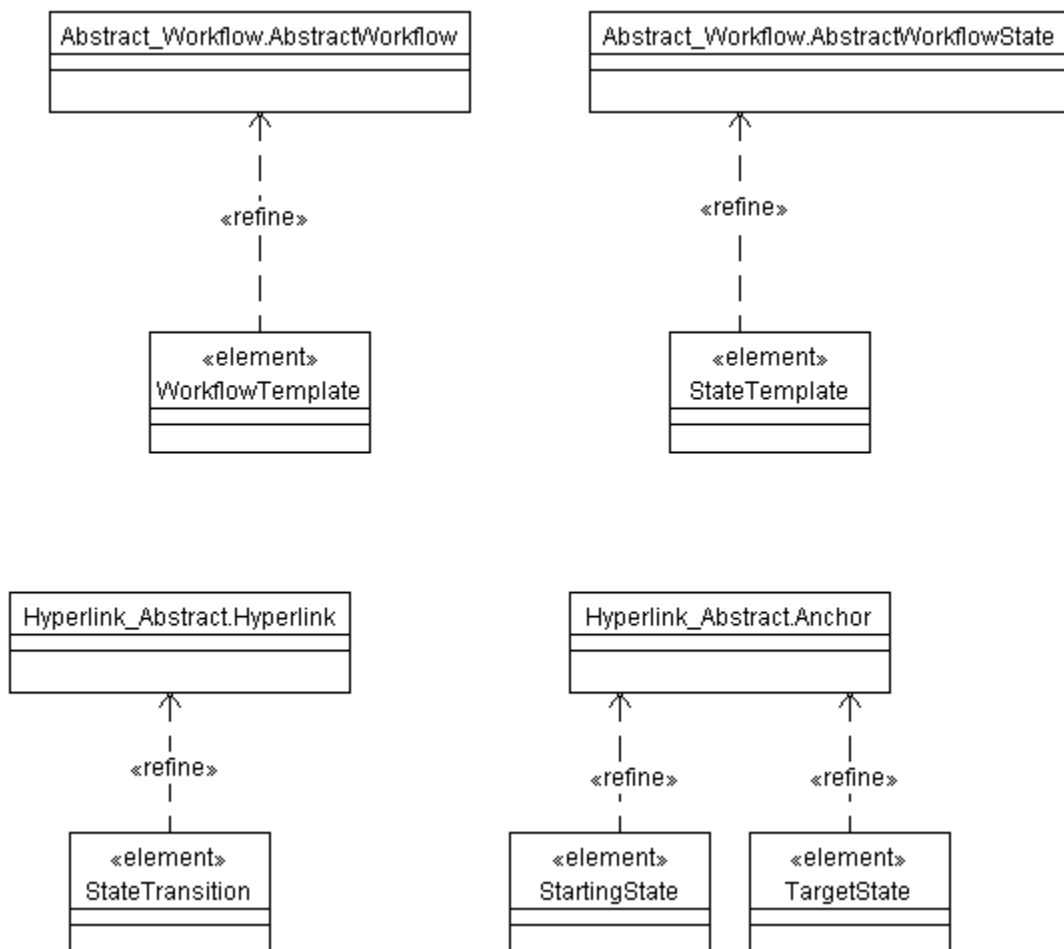 Abstract_Workflow.AbstractWorkflow
Abstract_Workflow.AbstractWorkflowState
«refine»
«refine»
«element»
WorkflowTemplate
«element»
StateTemplate
Hyperlink_Abstract.Hyperlink
Hyperlink_Abstract.Anchor
«refine»
«refine»
«refine»
«element»
StateTransition
«element»
StartingState
«element»
TargetState